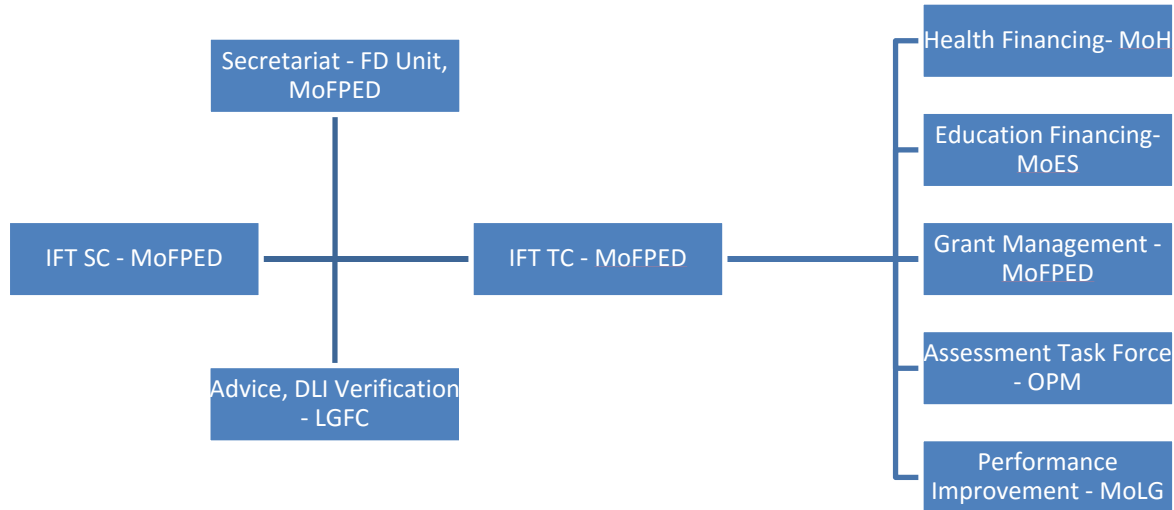 Secretariat - FD Unit,
MoFPED
IFT SC - MoFPED
Advice, DLI Verification
- LGFC
IFT TC - MoFPED
Health Financing- MoH
Education Financing-
MoES
Grant Management -
MoFPED
Assessment Task Force
- OPM
Performance
Improvement - MoLG